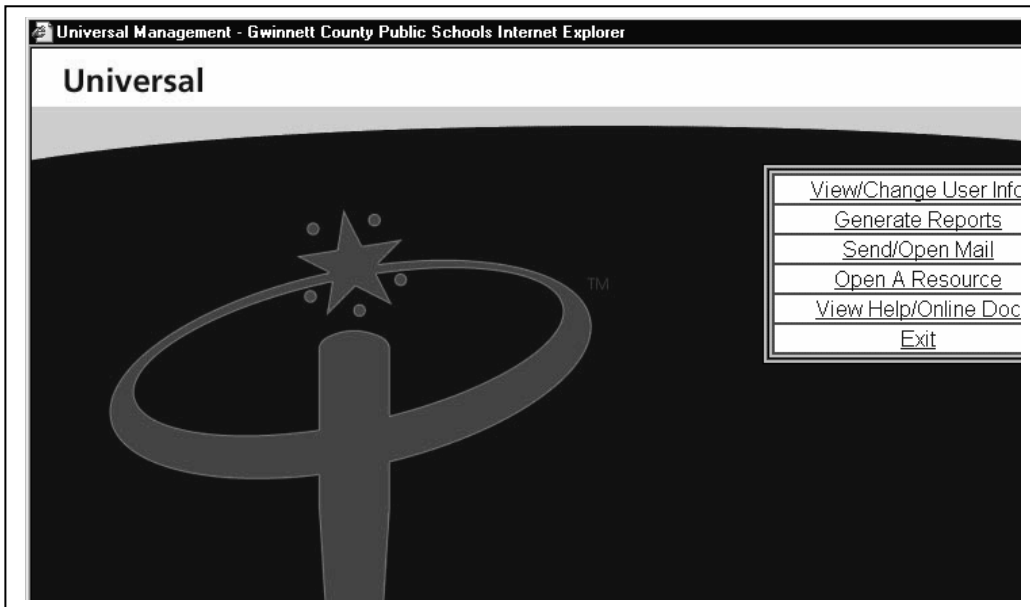 Universal Management - Gwinnett County Public Schools Internet Explorer
Universal
View/Change User Info
Generate Reports
Send/Open Mail
Open A Resource
View Help/Online Doc
Exit
TM